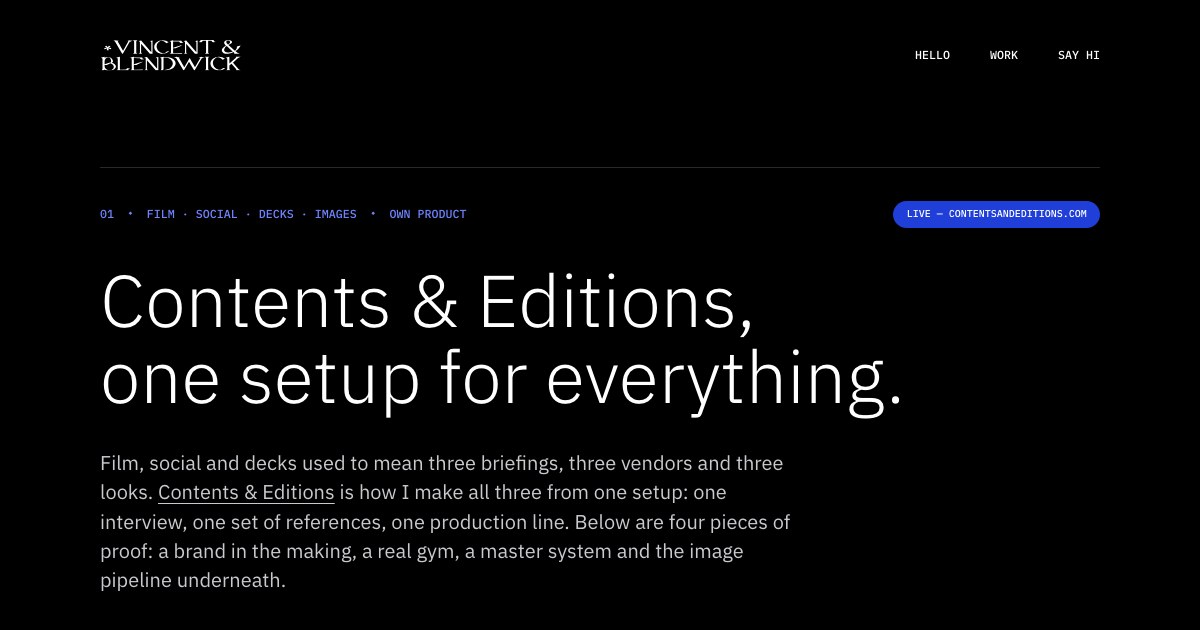 *VINCENT &
BLENDWICK
HELLO WORK SAY HI
01 • FILM · SOCIAL · DECKS · IMAGES • OWN PRODUCT
LIVE — CONTENTSANDEDITIONS.COM
Contents & Editions,
one setup for everything.
Film, social and decks used to mean three briefings, three vendors and three
looks. Contents & Editions is how I make all three from one setup: one
interview, one set of references, one production line. Below are four pieces of
proof: a brand in the making, a real gym, a master system and the image
pipeline underneath.